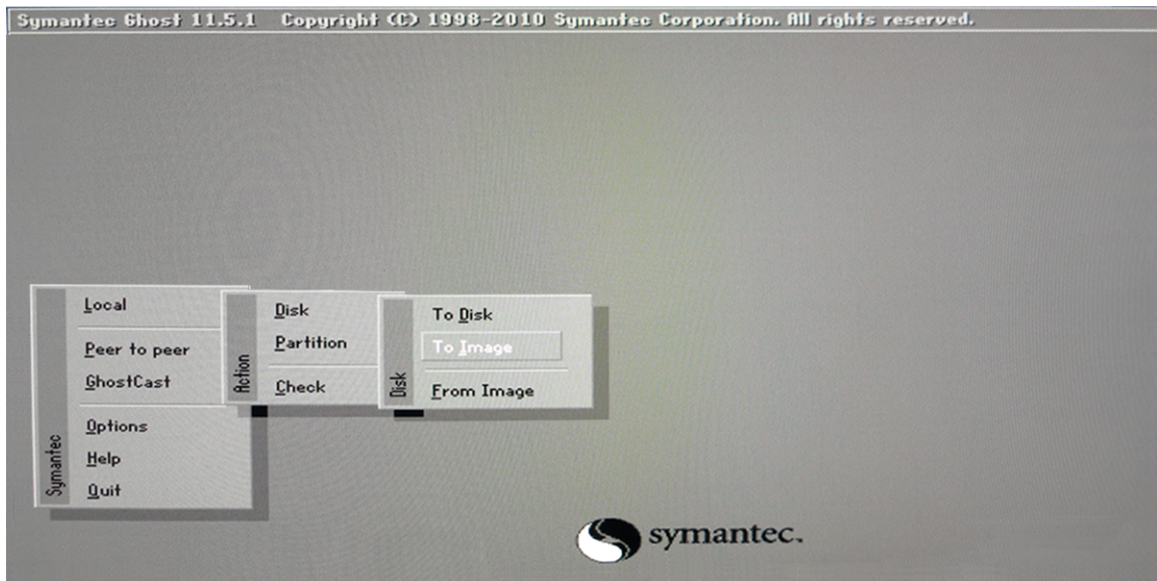 Symantec Ghost 11.5.1 Copyright (C) 1998-2010 Symantec Corporation. All rights reserved.
Local
Peer to peer
GhostCast
Options
Help
Quit
Symantec
Disk
Partition
Check
Action
To Disk
To Image
From Image
Disk
symantec.